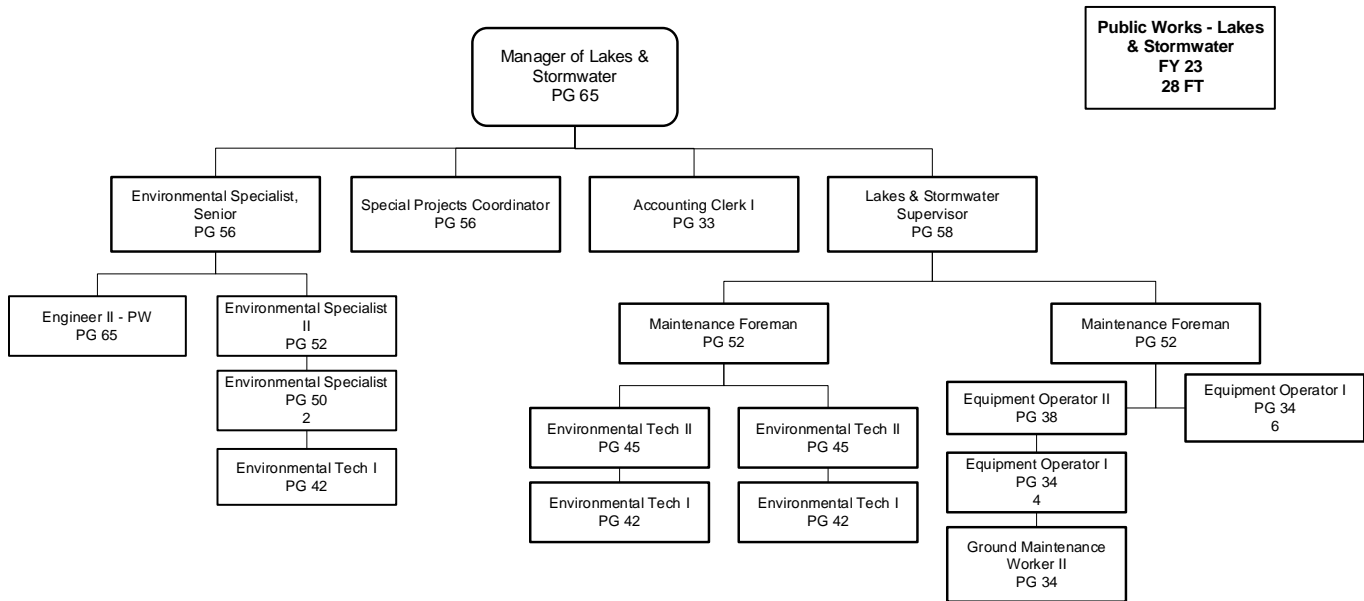 Public Works - Lakes
& Stormwater
FY 23
28 FT
Manager of Lakes &
Stormwater
PG 65
Environmental Specialist,
Senior
PG 56
Special Projects Coordinator
PG 56
Accounting Clerk I
PG 33
Lakes & Stormwater
Supervisor
PG 58
Engineer II - PW
PG 65
Environmental Specialist
II
PG 52
Environmental Specialist
PG 50
2
Environmental Tech I
PG 42
Maintenance Foreman
PG 52
Environmental Tech II
PG 45
Environmental Tech I
PG 42
Environmental Tech II
PG 45
Environmental Tech I
PG 42
Maintenance Foreman
PG 52
Equipment Operator II
PG 38
Equipment Operator I
PG 34
4
Ground Maintenance
Worker II
PG 34
Equipment Operator I
PG 34
6